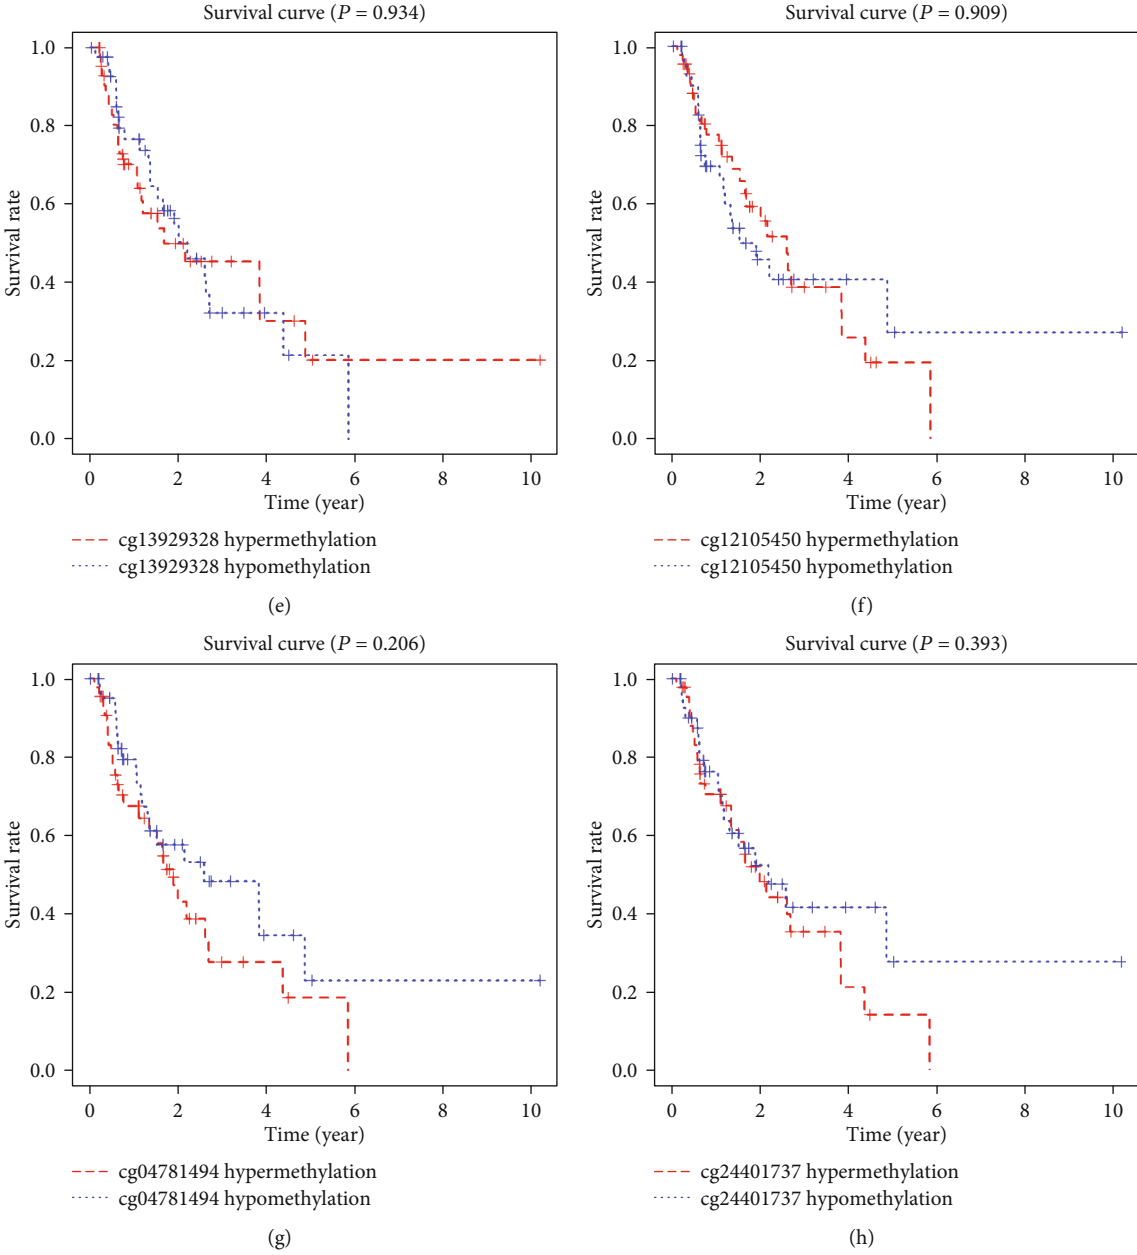 Survival curve (P = 0.934)
Survival rate
1.0
0.8
0.6
0.4
0.2
0.0
0 2 4 6 8 10
Time (year)
cg13929328 hypermethylation
cg13929328 hypomethylation
(e)
Survival curve (P = 0.909)
Survival rate
1.0
0.8
0.6
0.4
0.2
0.0
0 2 4 6 8 10
Time (year)
cg12105450 hypermethylation
cg12105450 hypomethylation
(f)
Survival curve (P = 0.206)
Survival rate
1.0
0.8
0.6
0.4
0.2
0.0
0 2 4 6 8 10
Time (year)
cg04781494 hypermethylation
cg04781494 hypomethylation
(g)
Survival curve (P = 0.393)
Survival rate
1.0
0.8
0.6
0.4
0.2
0.0
0 2 4 6 8 10
Time (year)
cg24401737 hypermethylation
cg24401737 hypomethylation
(h)